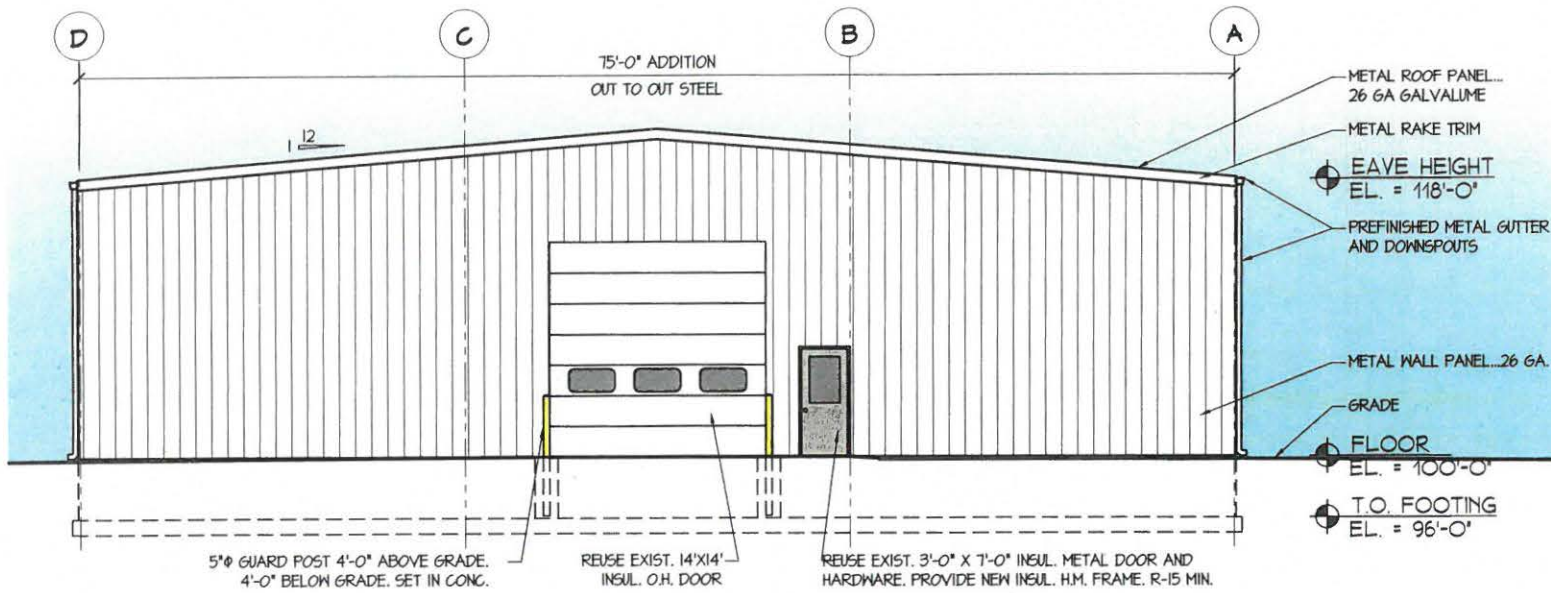 D
C
B
A
75'-0" ADDITION
OUT TO OUT STEEL
METAL ROOF PANEL...
26 GA GALVALUME
METAL RAKE TRIM
1 12
EAVE HEIGHT
EL. = 118'-0"
PREFINISHED METAL GUTTER
AND DOWNSPOUTS
METAL WALL PANEL...26 GA.
GRADE
FLOOR
EL. = 100'-0"
T.O. FOOTING
EL. = 96'-0"
5"Φ GUARD POST 4'-0" ABOVE GRADE.
4'-0" BELOW GRADE. SET IN CONC.
REUSE EXIST. 14'X14'
INSUL. O.H. DOOR
REUSE EXIST. 3'-0" X 7'-0" INSUL. METAL DOOR AND
HARDWARE. PROVIDE NEW INSUL. H.M. FRAME. R-15 MIN.